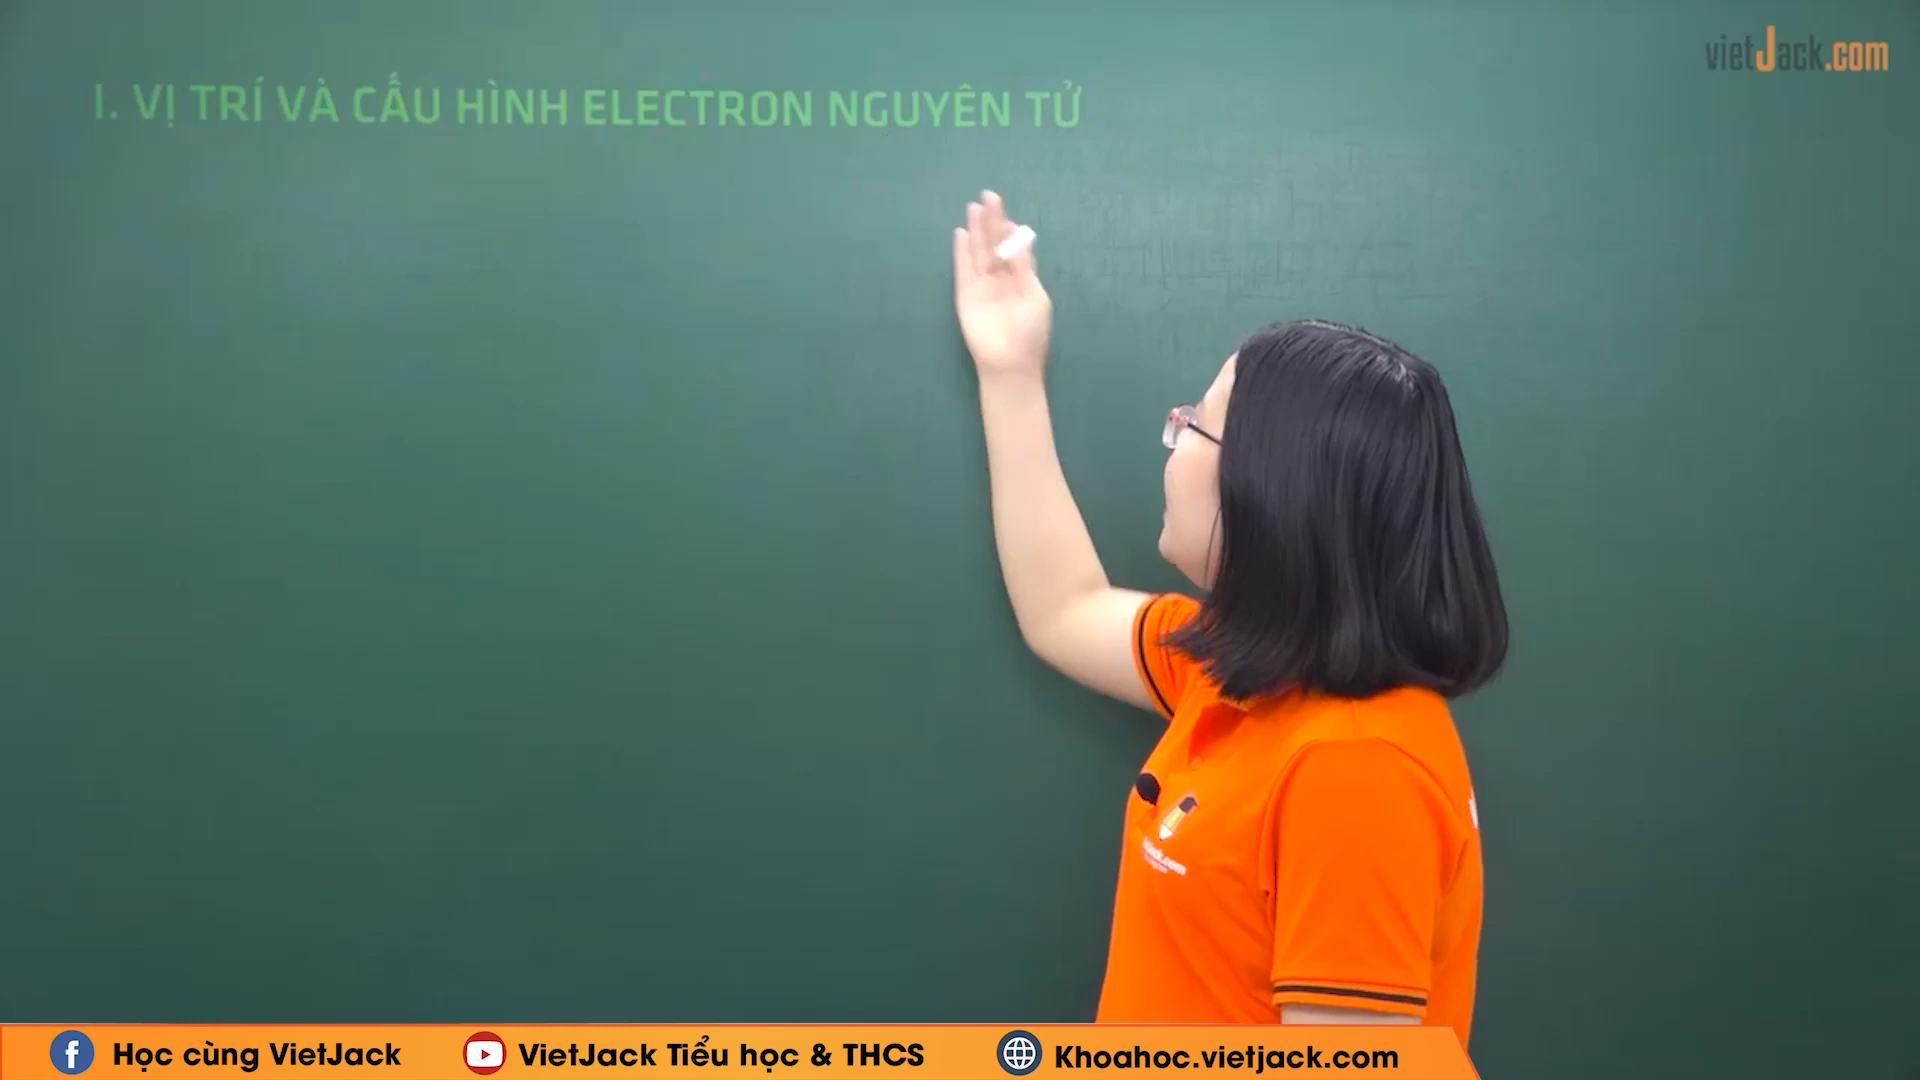 vietJack.com
I. VỊ TRÍ VÀ CẤU HÌNH ELECTRON NGUYÊN TỬ
Học cùng VietJack
VietJack Tiểu học & THCS
Khoahoc.vietjack.com